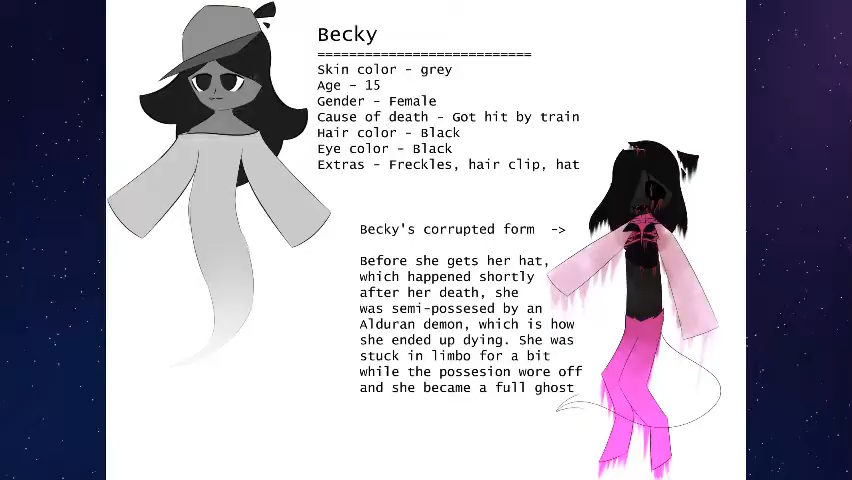 Becky
===========================
Skin color - grey
Age - 15
Gender - Female
Cause of death - Got hit by train
Hair color - Black
Eye color - Black
Extras - Freckles, hair clip, hat
Becky's corrupted form ->
Before she gets her hat,
which happened shortly
after her death, she
was semi-possesed by an
Alduran demon, which is how
she ended up dying. She was
stuck in limbo for a bit
while the possesion wore off
and she became a full ghost